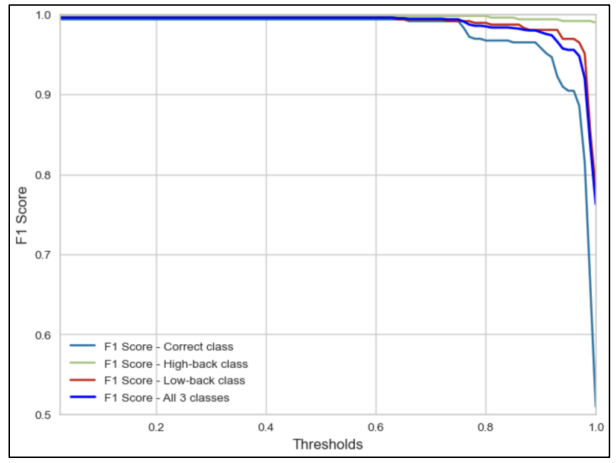 1.0
0.9
0.8
0.7
0.6
0.5
F1 Score
F1 Score - Correct class
F1 Score - High-back class
F1 Score - Low-back class
F1 Score - All 3 classes
0.2 0.4 0.6 0.8 1.0
Thresholds